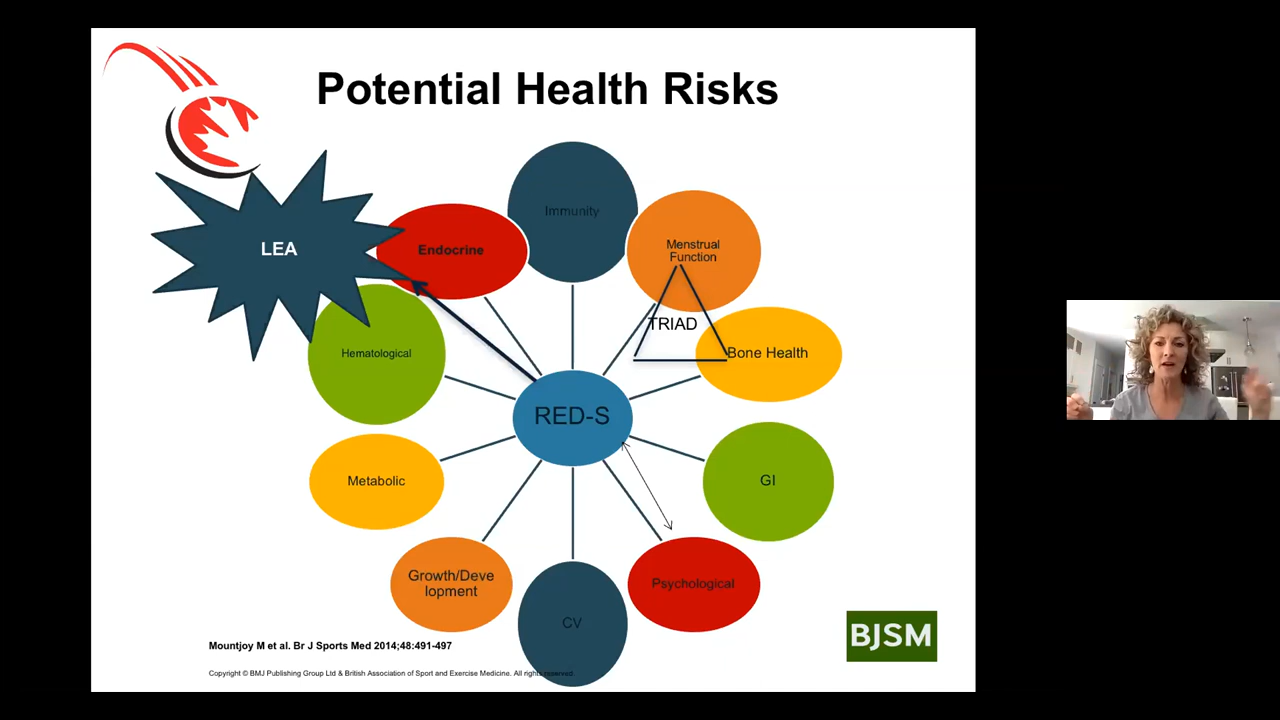 Potential Health Risks
LEA
Endocrine
Immunity
Menstrual
Function
TRIAD
Bone Health
Hematological
RED-S
Metabolic
GI
Growth/Deve
lopment
CV
Psychological
Mountjoy M et al. Br J Sports Med 2014;48:491-497
BJSM
Copyright © BMJ Publishing Group Ltd & British Association of Sport and Exercise Medicine. All rights reserved.